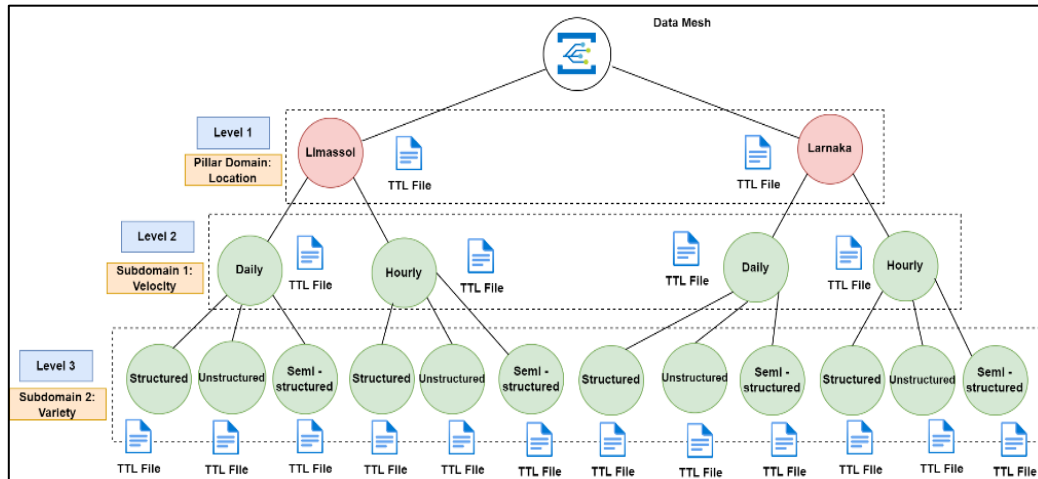 Data Mesh
Level 1
Pillar Domain:
Location
LImassol
TTL File
TTL File
Larnaka
Level 2
Subdomain 1:
Velocity
Daily
TTL File
Hourly
TTL File
TTL File
Daily
TTL File
Hourly
Level 3
Subdomain 2:
Variety
Structured
Unstructured
SemI -
structured
Structured
Unstructured
SemI -
structured
Structured
Unstructured
SemI -
structured
Structured
Unstructured
SemI -
structured
TTL File
TTL File
TTL File
TTL File
TTL File
TTL File
TTL File
TTL File
TTL File
TTL File
TTL File
TTL File